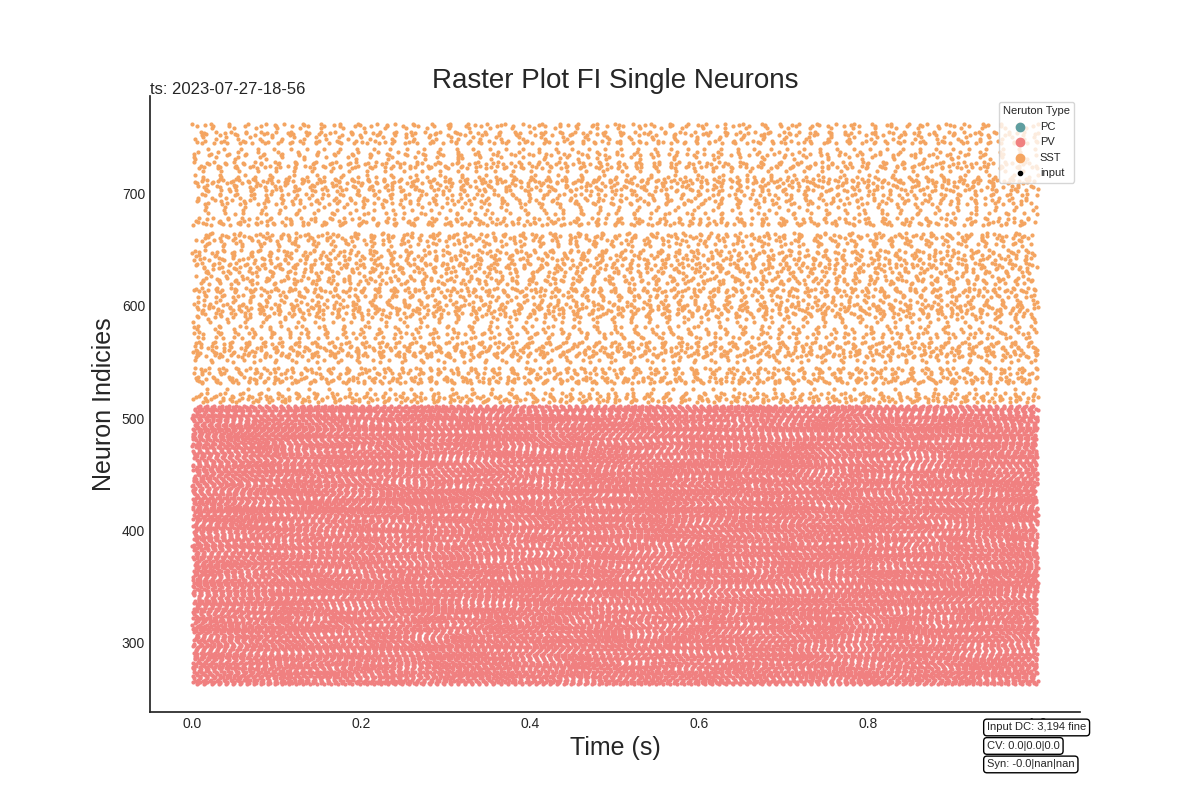 Raster Plot FI Single Neurons
ts: 2023-07-27-18-56
Neruton Type
PC
PV
SST
input
Neuron Indicies
700
600
500
400
300
0.0 0.2 0.4 0.6 0.8
Time (s)
Input DC: 3,194 fine
CV: 0.0|0.0|0.0
Syn: -0.0|nan|nan